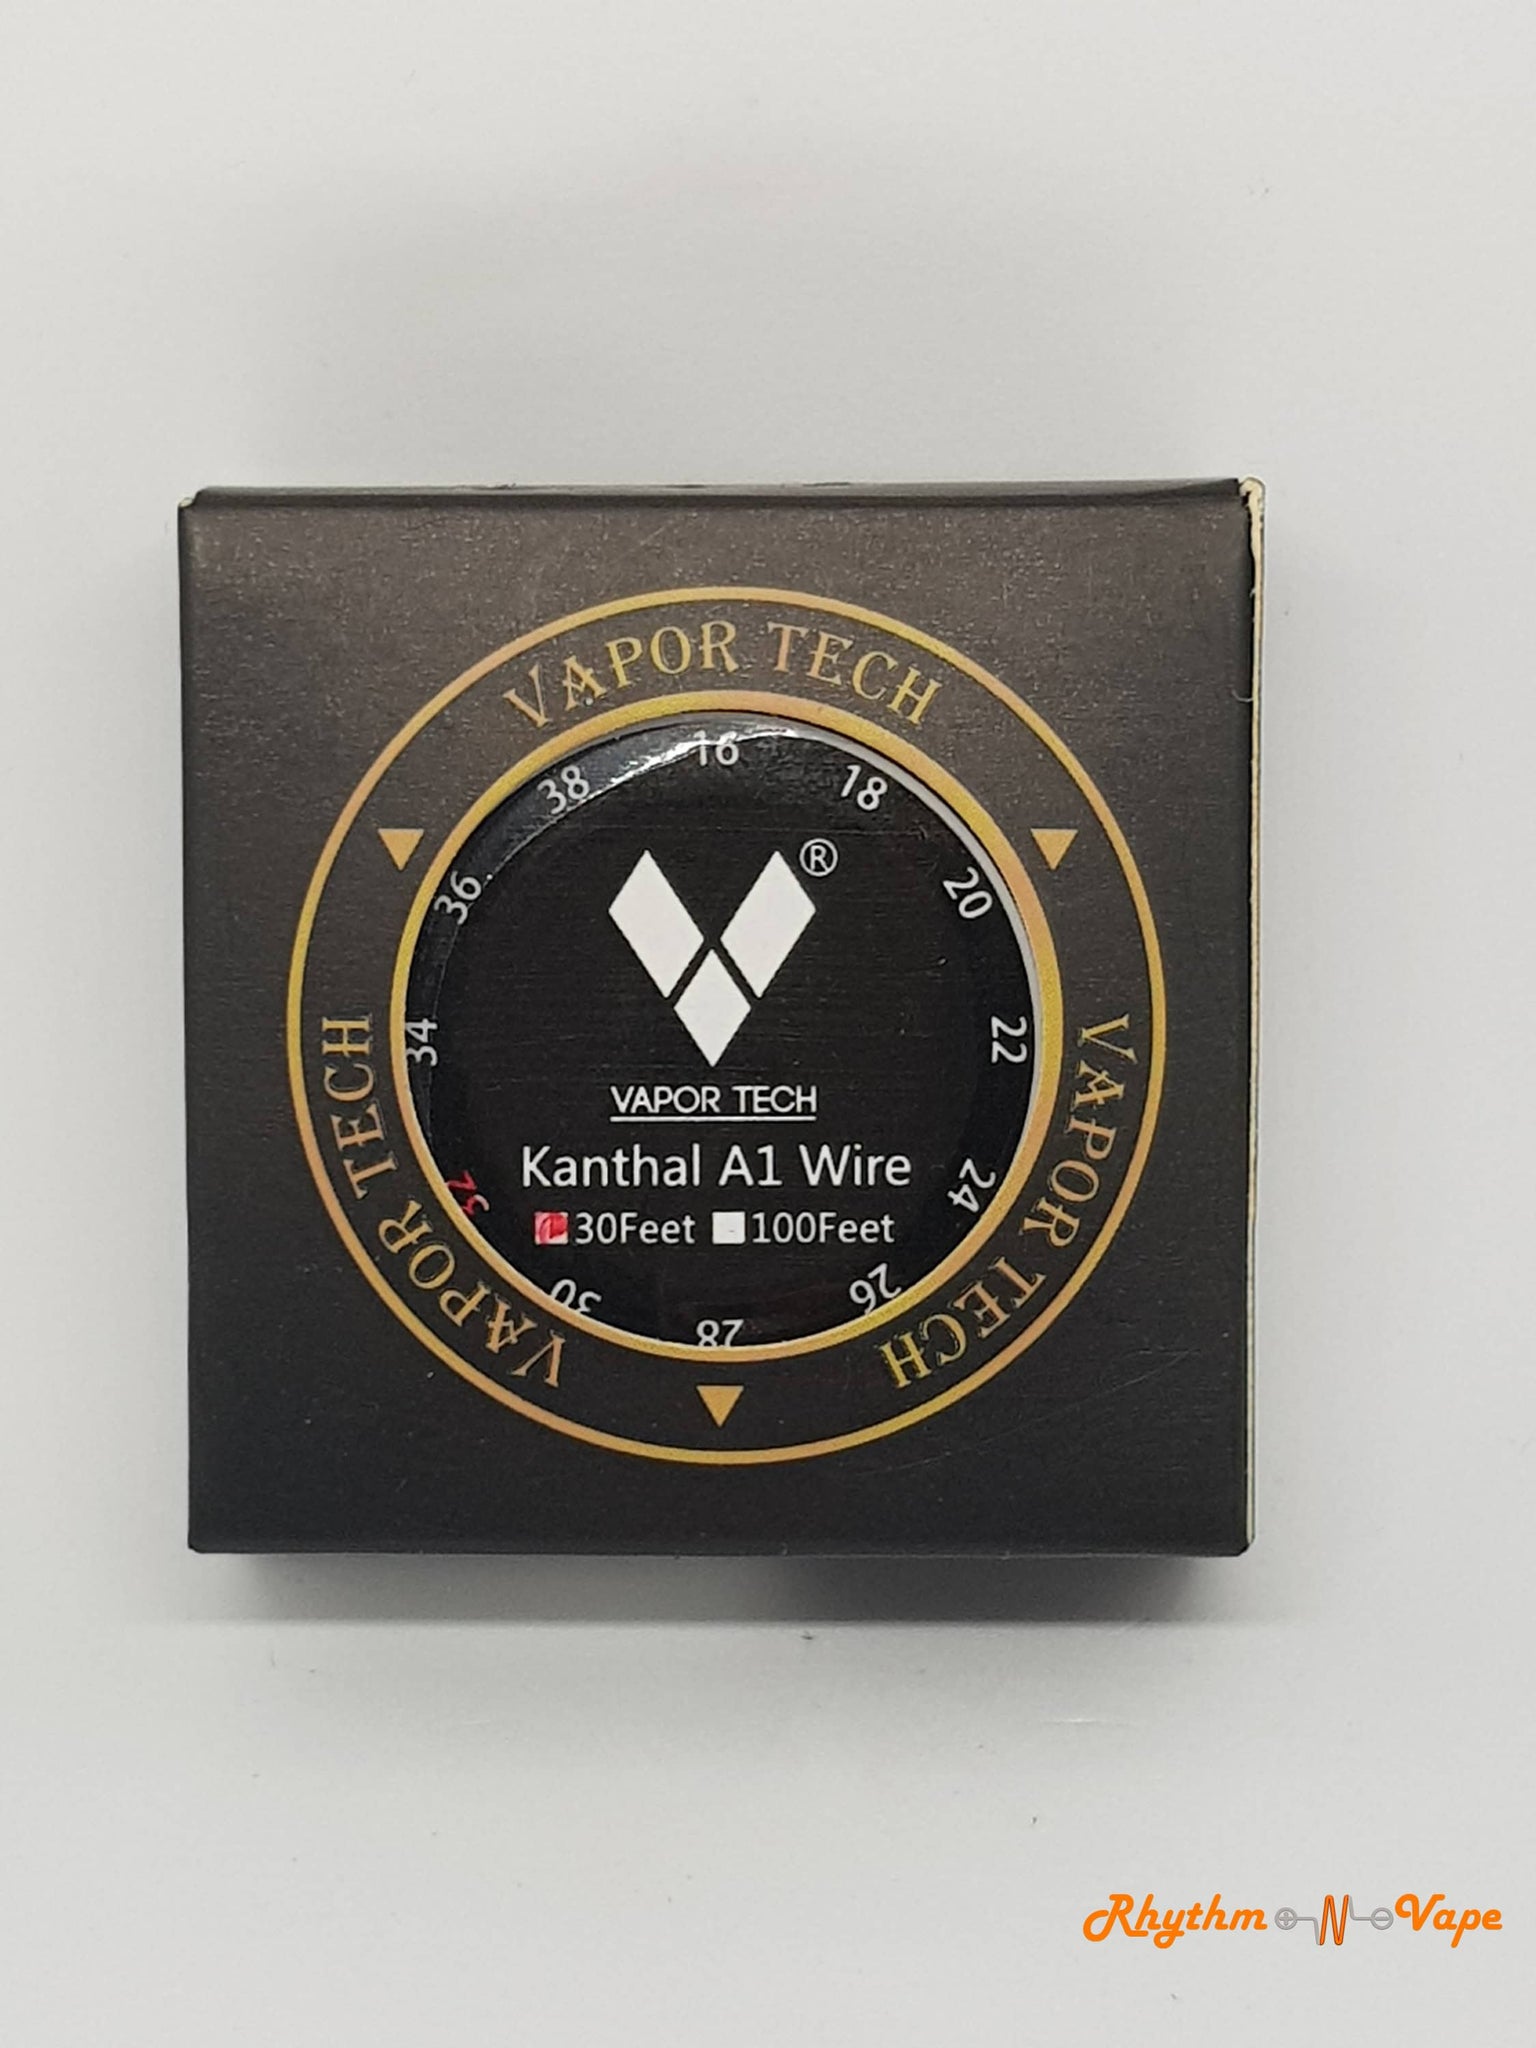 VAPOR TECH
VAPOR TECH
VAPOR TECH
16
18
20
22
24
26
28
30
32
34
36
38
®
VAPOR TECH
Kanthal A1 Wire
30Feet 100Feet
Rhythm N Vape